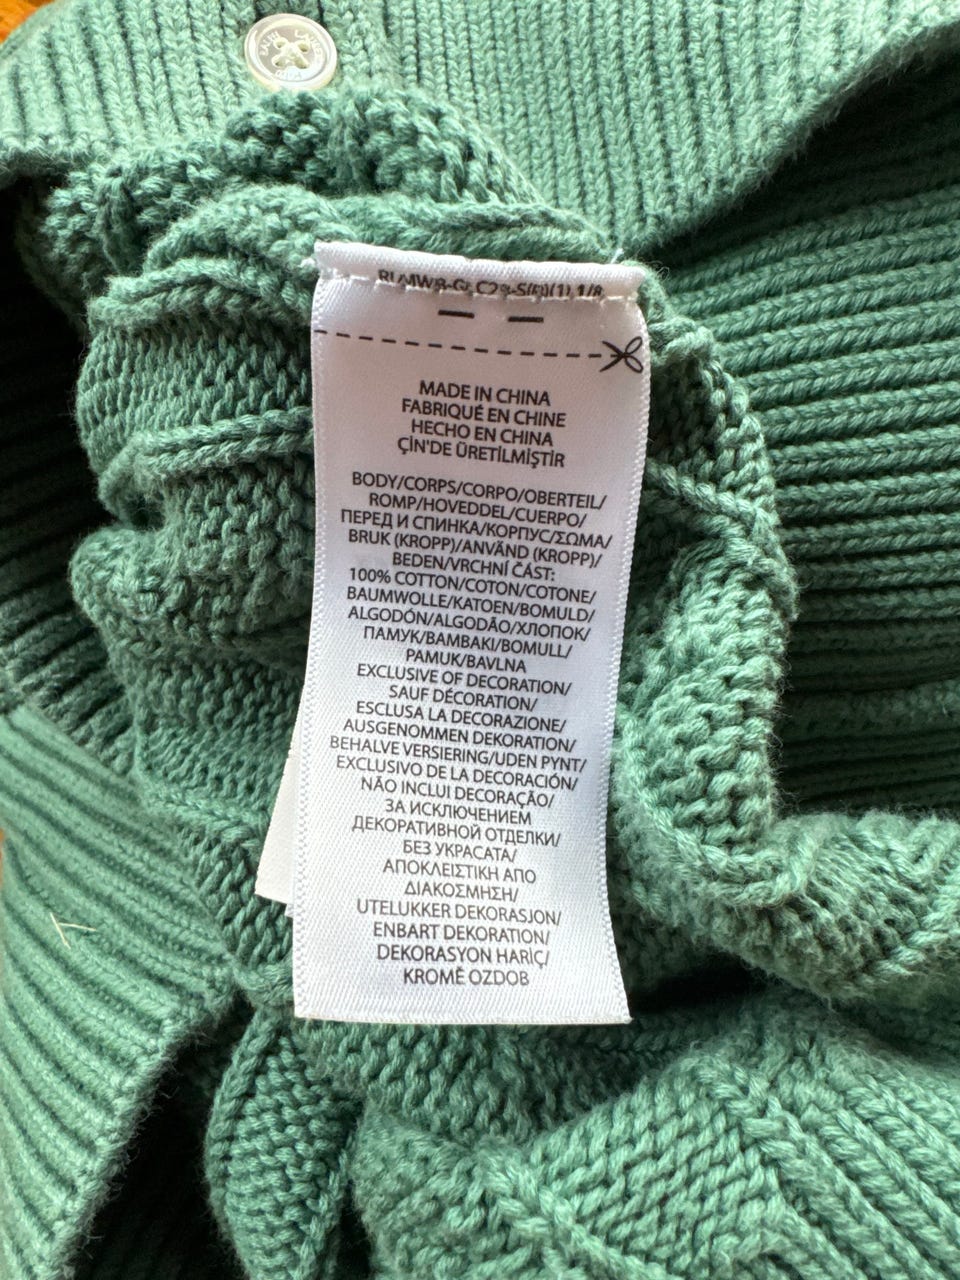 RALPH LAUREN
POLO
MADE IN CHINA
FABRIQUÉ EN CHINE
HECHO EN CHINA
ÇİN'DE ÜRETİLMİŞTİR
BODY/CORPS/CORPO/OBERTEIL/
ROMP/HOVEDDEL/CUERPO/
ПЕРЕД И СПИНКА/КОРПУС/ΣΩΜΑ/
BRUK (KROPP)/ANVÄND (KROPP)/
BEDEN/VRCHNÍ ČÁST:
100% COTTON/COTON/COTONE/
BAUMWOLLE/KATOEN/BOMULD/
ALGODÓN/ALGODÃO/ХЛОПОК/
ПАМУК/ΒΑΜΒΑΚΙ/BOMULL/
PAMUK/BAVLNA
EXCLUSIVE OF DECORATION/
SAUF DÉCORATION/
ESCLUSA LA DECORAZIONE/
AUSGENOMMEN DEKORATION/
BEHALVE VERSIERING/UDEN PYNT/
EXCLUSIVO DE LA DECORACIÓN/
NÃO INCLUI DECORAÇÃO/
ЗА ИСКЛЮЧЕНИЕМ
ДЕКОРАТИВНОЙ ОТДЕЛКИ/
БЕЗ УКРАСАТА/
ΑΠΟΚΛΕΙΣΤΙΚΗ ΑΠΟ
ΔΙΑΚΟΣΜΗΣΗ/
UTELUKKER DEKORASJON/
ENBART DEKORATION/
DEKORASYON HARİÇ/
KROMĚ OZDOB